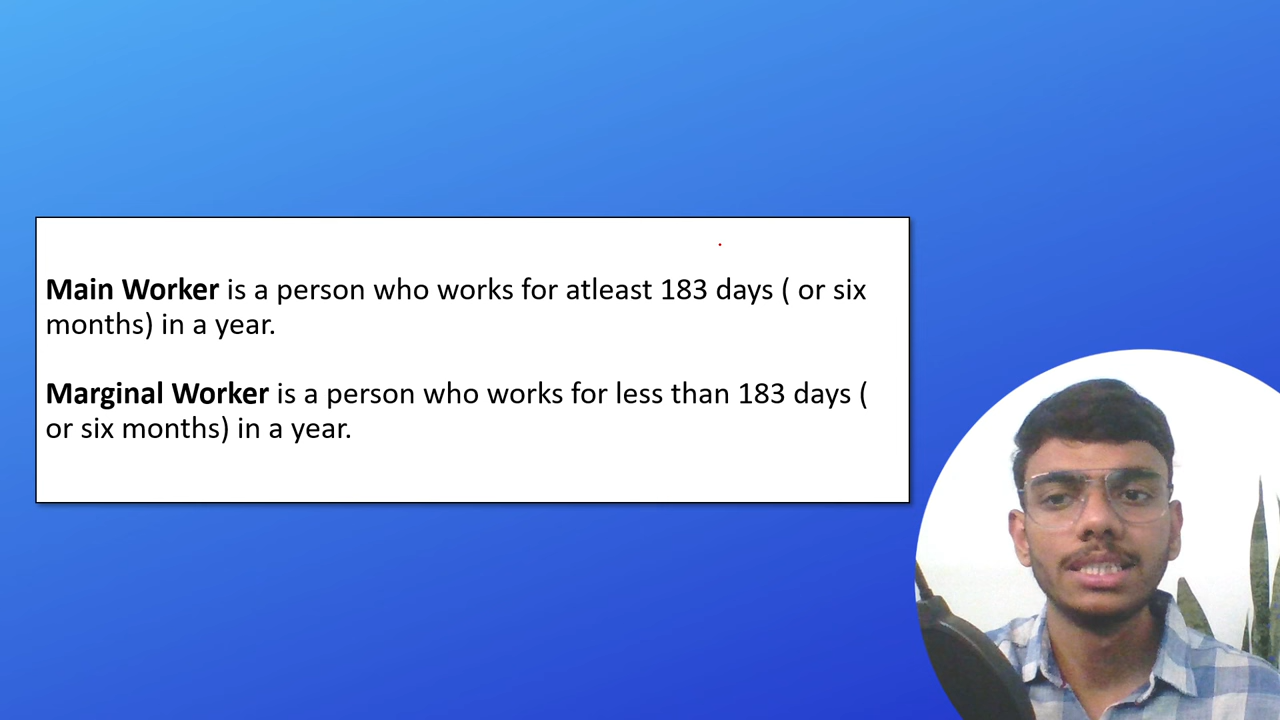 Main Worker is a person who works for atleast 183 days ( or six
months) in a year.
Marginal Worker is a person who works for less than 183 days (
or six months) in a year.